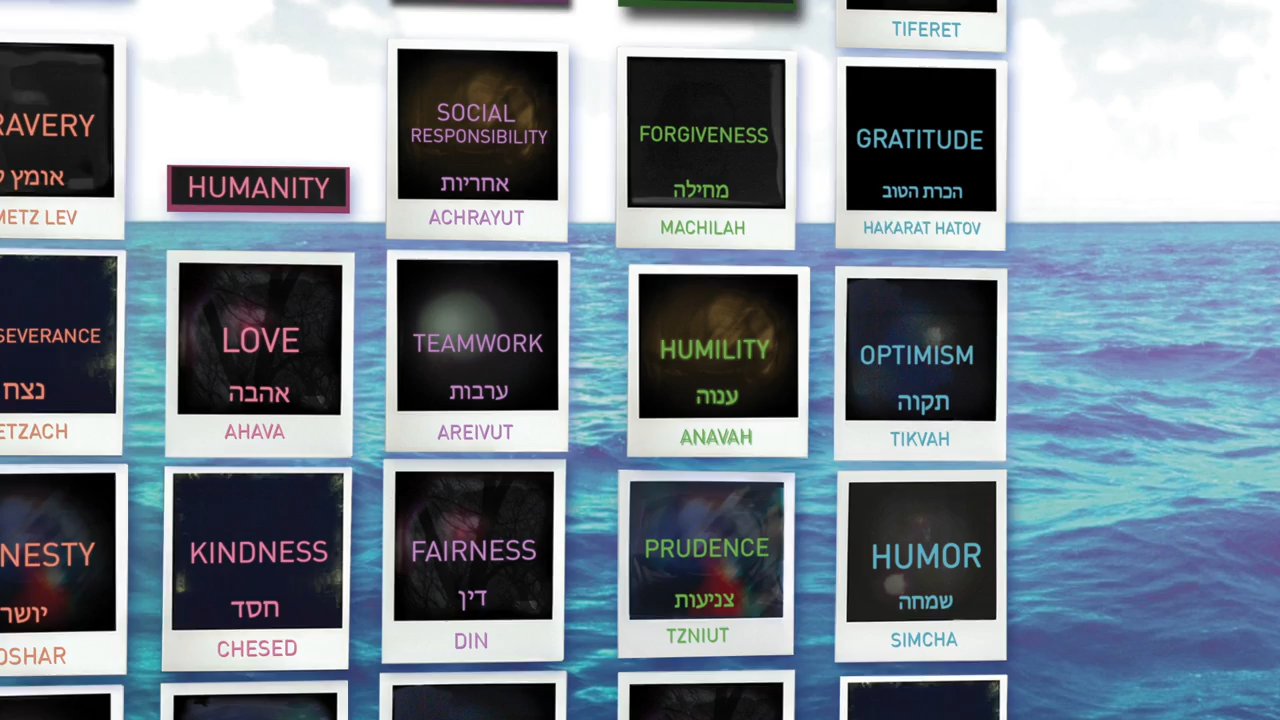 TIFERET
RAVERY
אומץ ל
METZ LEV
SOCIAL
RESPONSIBILITY
אחריות
ACHRAYUT
FORGIVENESS
מחילה
MACHILAH
GRATITUDE
הכרת הטוב
HAKARAT HATOV
HUMANITY
SEVERANCE
נצח
ETZACH
LOVE
אהבה
AHAVA
TEAMWORK
ערבות
AREIVUT
HUMILITY
ענוה
ANAVAH
OPTIMISM
תקוה
TIKVAH
NESTY
יושר
OSHAR
KINDNESS
חסד
CHESED
FAIRNESS
דין
DIN
PRUDENCE
צניעות
TZNIUT
HUMOR
שמחה
SIMCHA